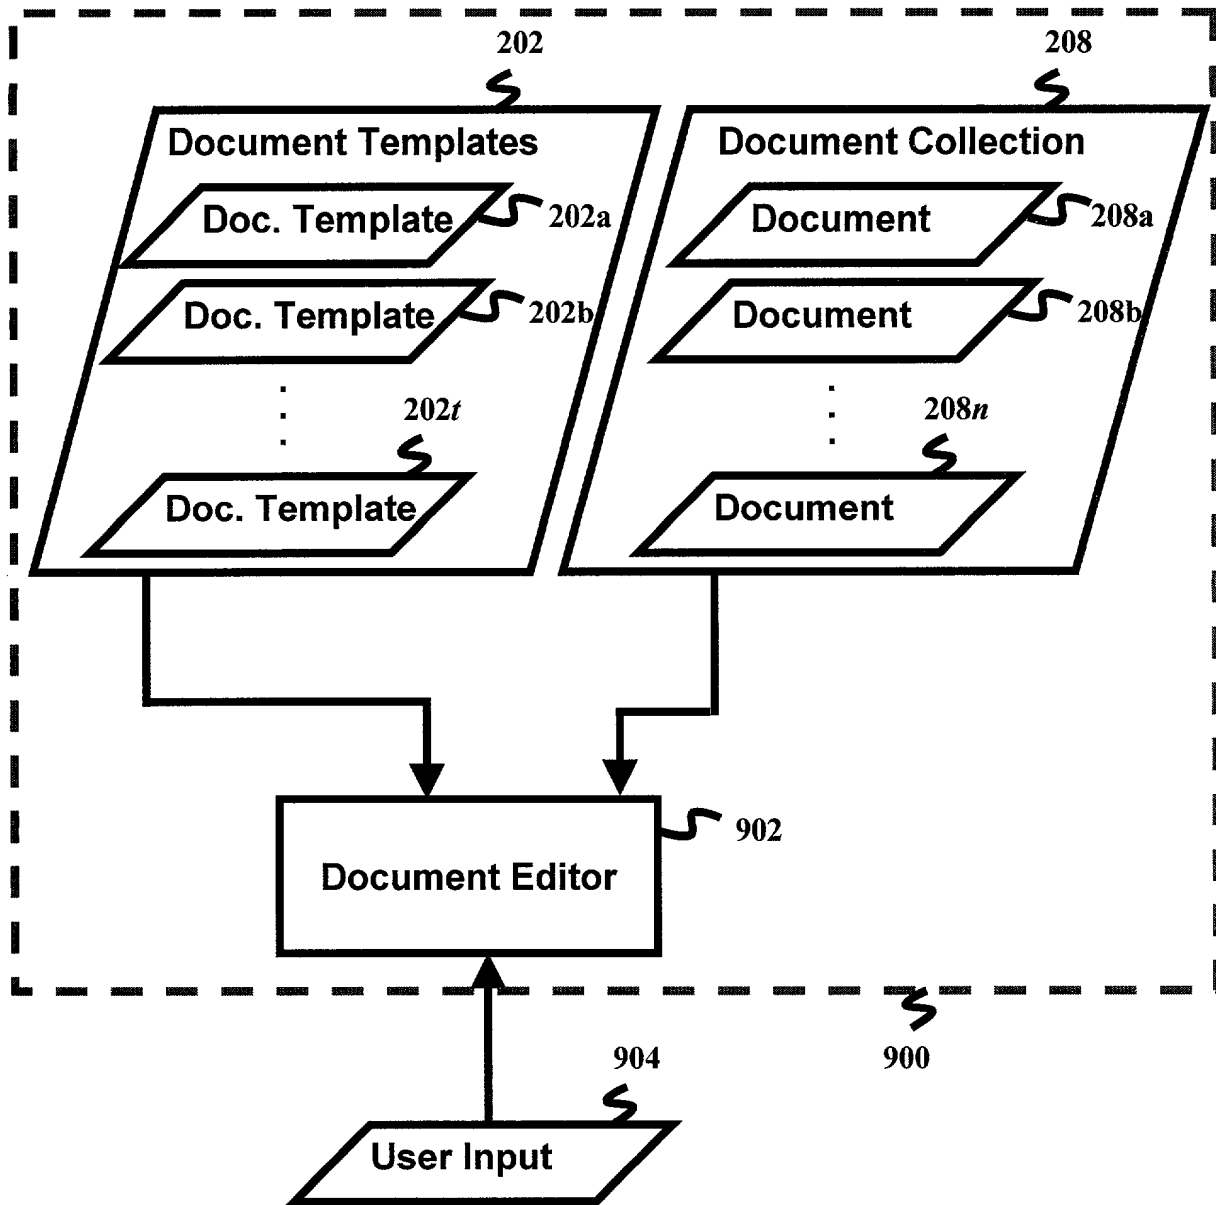 202
208
Document Templates
Document Collection
Doc. Template
202a
Document
208a
Doc. Template
202b
Document
208b
202t
208n
Doc. Template
Document
902
Document Editor
900
904
User Input